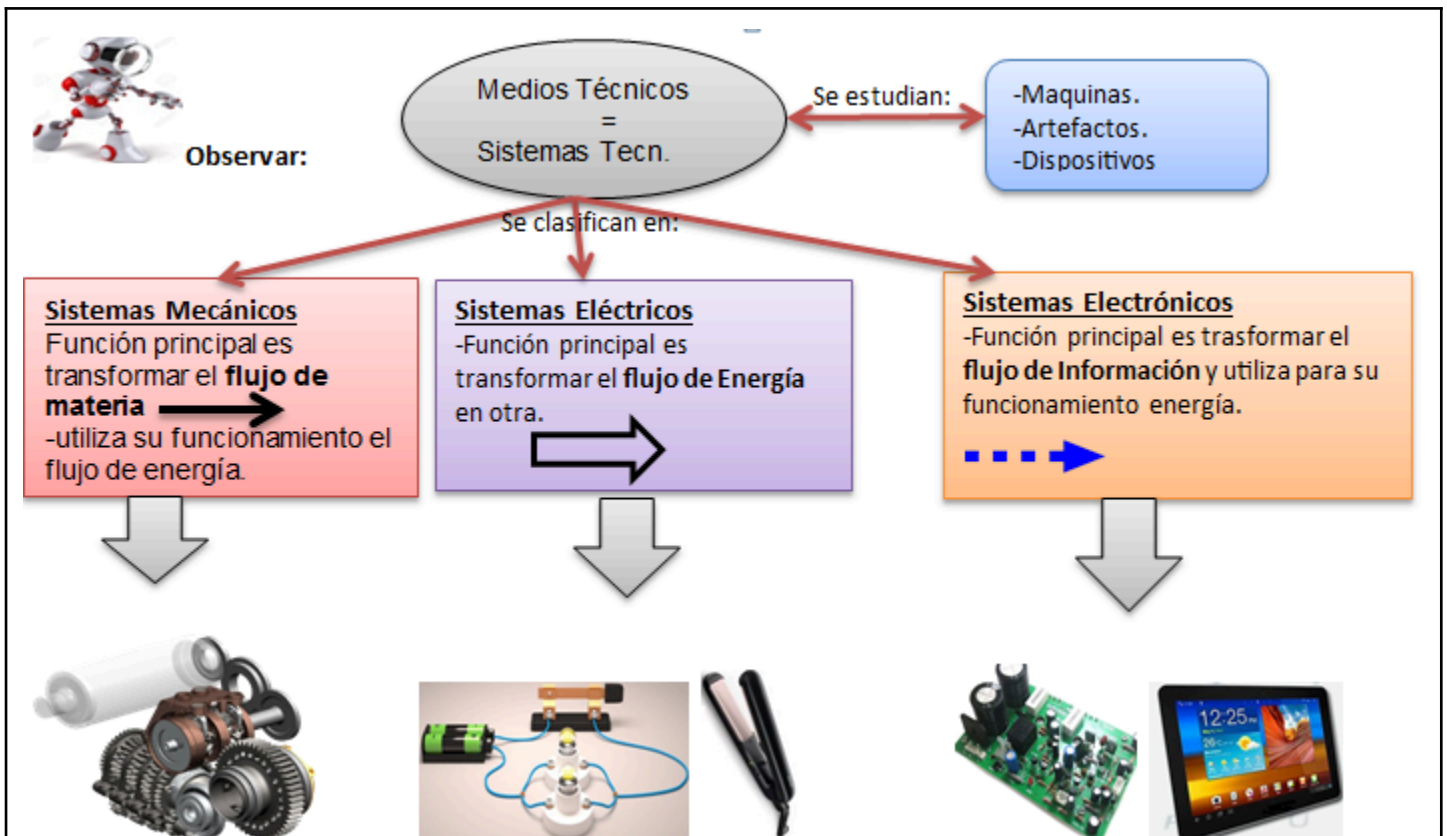 Observar:
Medios Técnicos
=
Sistemas Tecn.
Se estudian:
-Maquinas.
-Artefactos.
-Dispositivos
Se clasifican en:
Sistemas Mecánicos
Función principal es
transformar el flujo de
materia
-utiliza su funcionamiento el
flujo de energía.
Sistemas Eléctricos
-Función principal es
transformar el flujo de Energía
en otra.
Sistemas Electrónicos
-Función principal es trasformar el
flujo de Información y utiliza para su
funcionamiento energía.
12:25PM